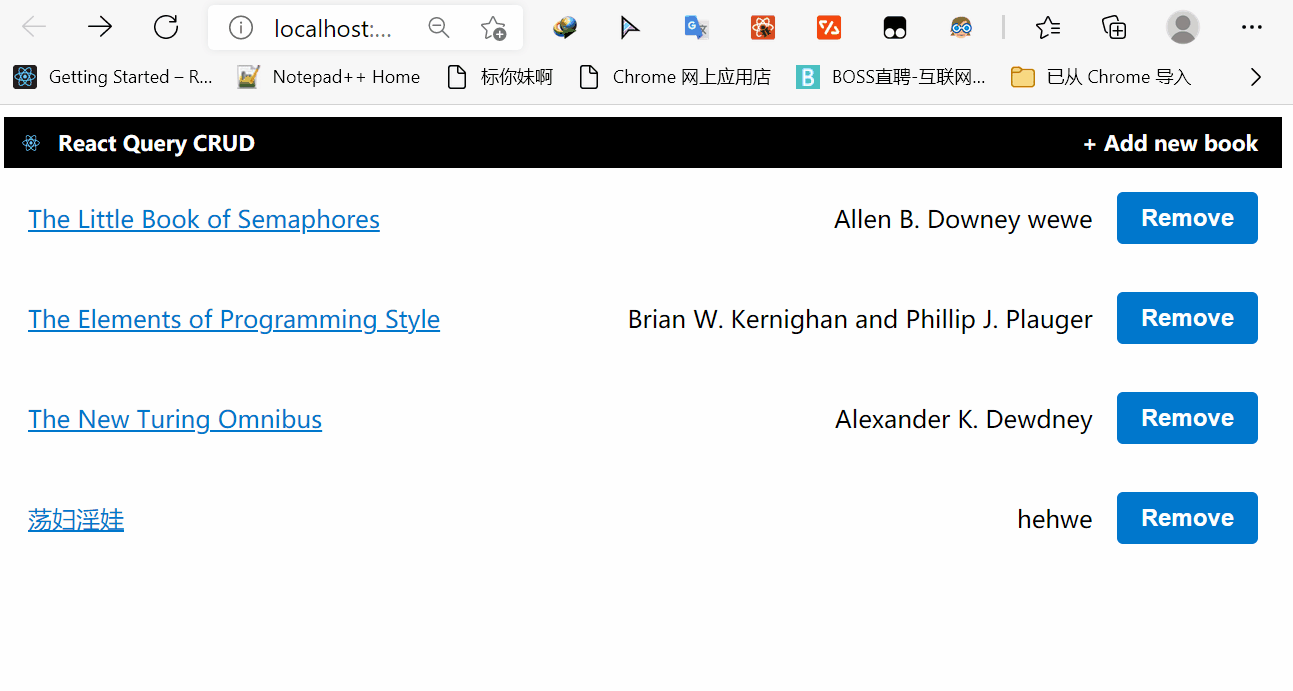 localhost:...
Getting Started – R... Notepad++ Home 标你妹啊 Chrome 网上应用店 BOSS直聘-互联网... 已从 Chrome 导入
React Query CRUD + Add new book
The Little Book of Semaphores Allen B. Downey wewe Remove
The Elements of Programming Style Brian W. Kernighan and Phillip J. Plauger Remove
The New Turing Omnibus Alexander K. Dewdney Remove
荡妇淫娃 hehwe Remove